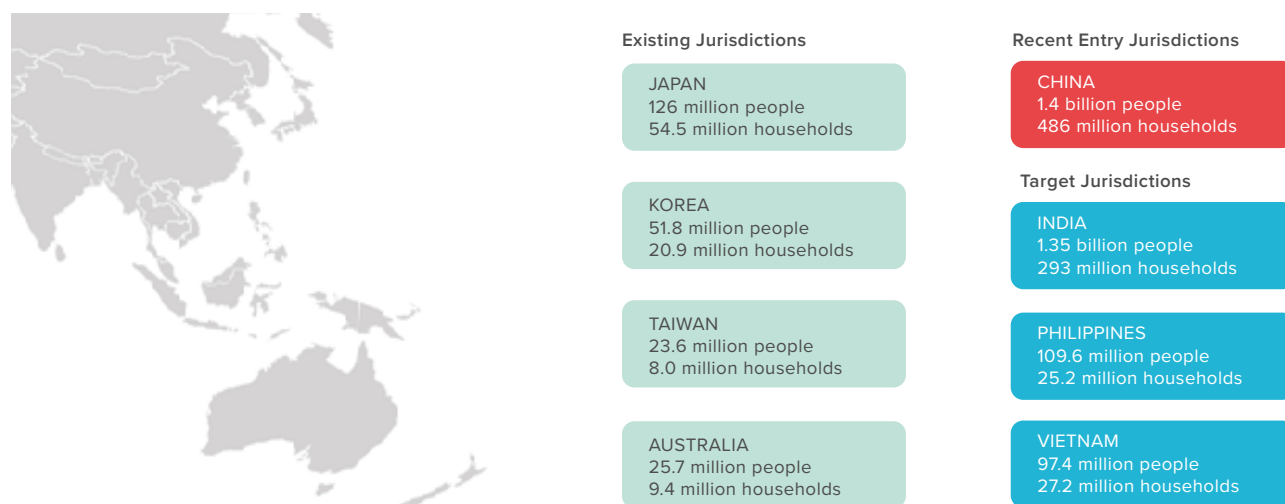 Existing Jurisdictions
JAPAN
126 million people
54.5 million households
KOREA
51.8 million people
20.9 million households
TAIWAN
23.6 million people
8.0 million households
AUSTRALIA
25.7 million people
9.4 million households
Recent Entry Jurisdictions
CHINA
1.4 billion people
486 million households
Target Jurisdictions
INDIA
1.35 billion people
293 million households
PHILIPPINES
109.6 million people
25.2 million households
VIETNAM
97.4 million people
27.2 million households